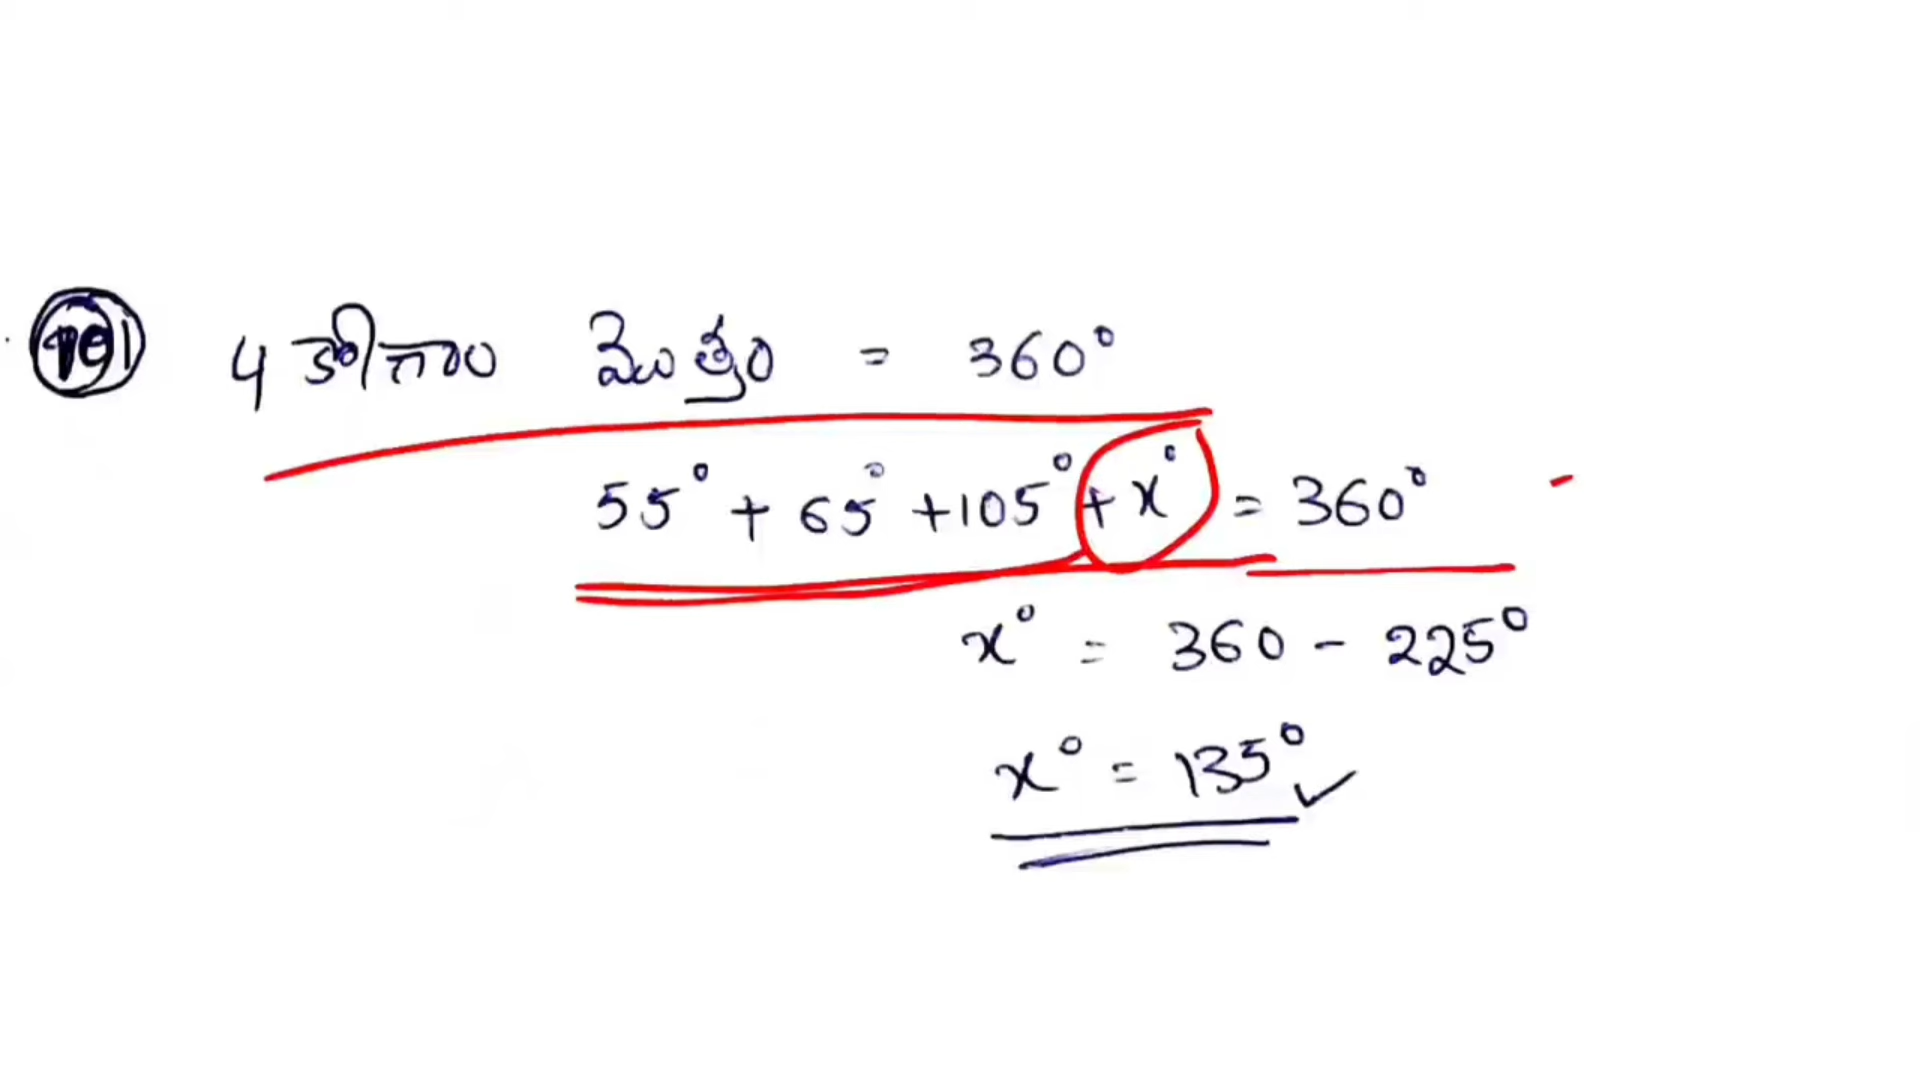 4 కోణాల మొత్తం = 360°
55° + 65° + 105° + x° = 360°
x° = 360 - 225°
x° = 135° ✓